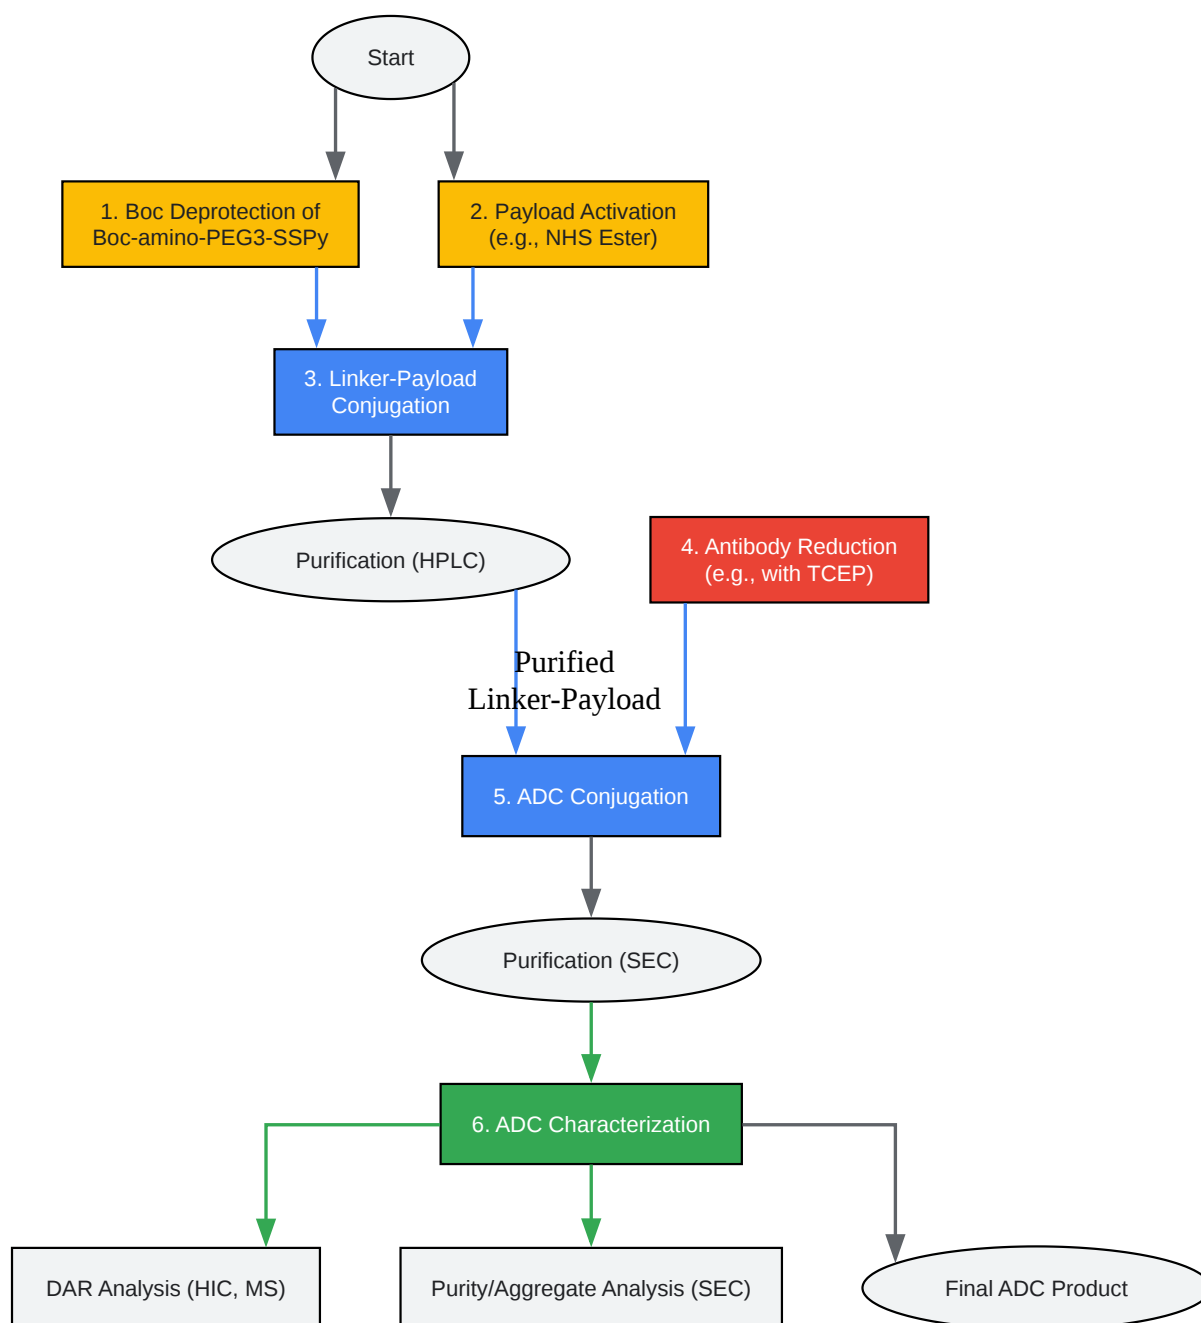 Start
1. Boc Deprotection of
Boc-amino-PEG3-SSPy
2. Payload Activation
(e.g., NHS Ester)
3. Linker-Payload
Conjugation
Purification (HPLC)
4. Antibody Reduction
(e.g., with TCEP)
Purified
Linker-Payload
5. ADC Conjugation
Purification (SEC)
6. ADC Characterization
DAR Analysis (HIC, MS)
Purity/Aggregate Analysis (SEC)
Final ADC Product